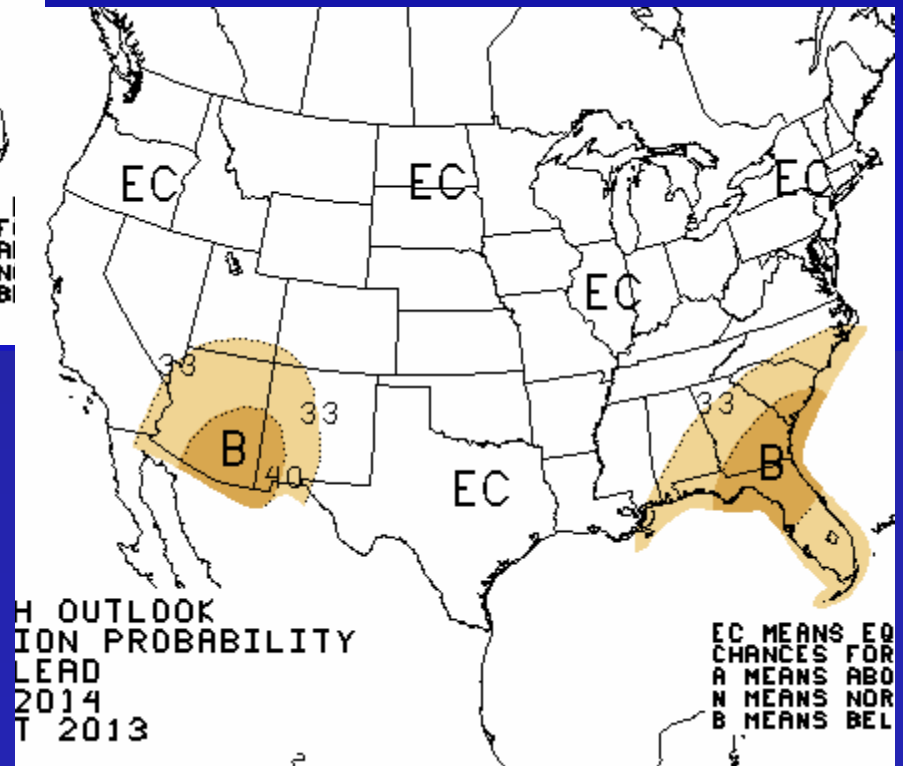 EC
EC
EC
EC
33
33
33
B
B
40
EC
H OUTLOOK
ION PROBABILITY
LEAD
2014
T 2013
EC MEANS EQ
CHANCES FOR
A MEANS ABO
N MEANS NOR
B MEANS BEL